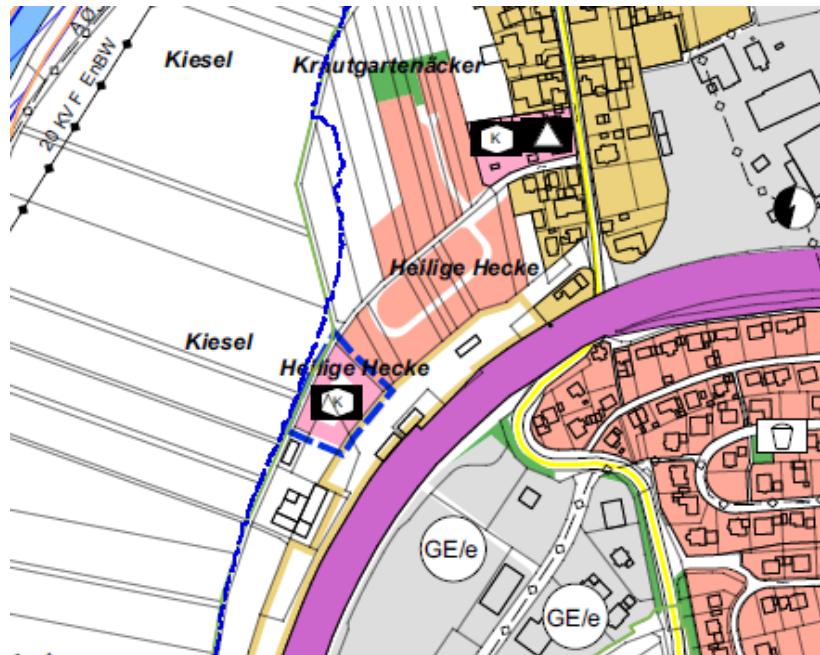 Kiesel
Krautgartenäcker
20 KV F EnBW
K
Heilige Hecke
Kiesel
Heilige Hecke
K
GE/e
GE/e